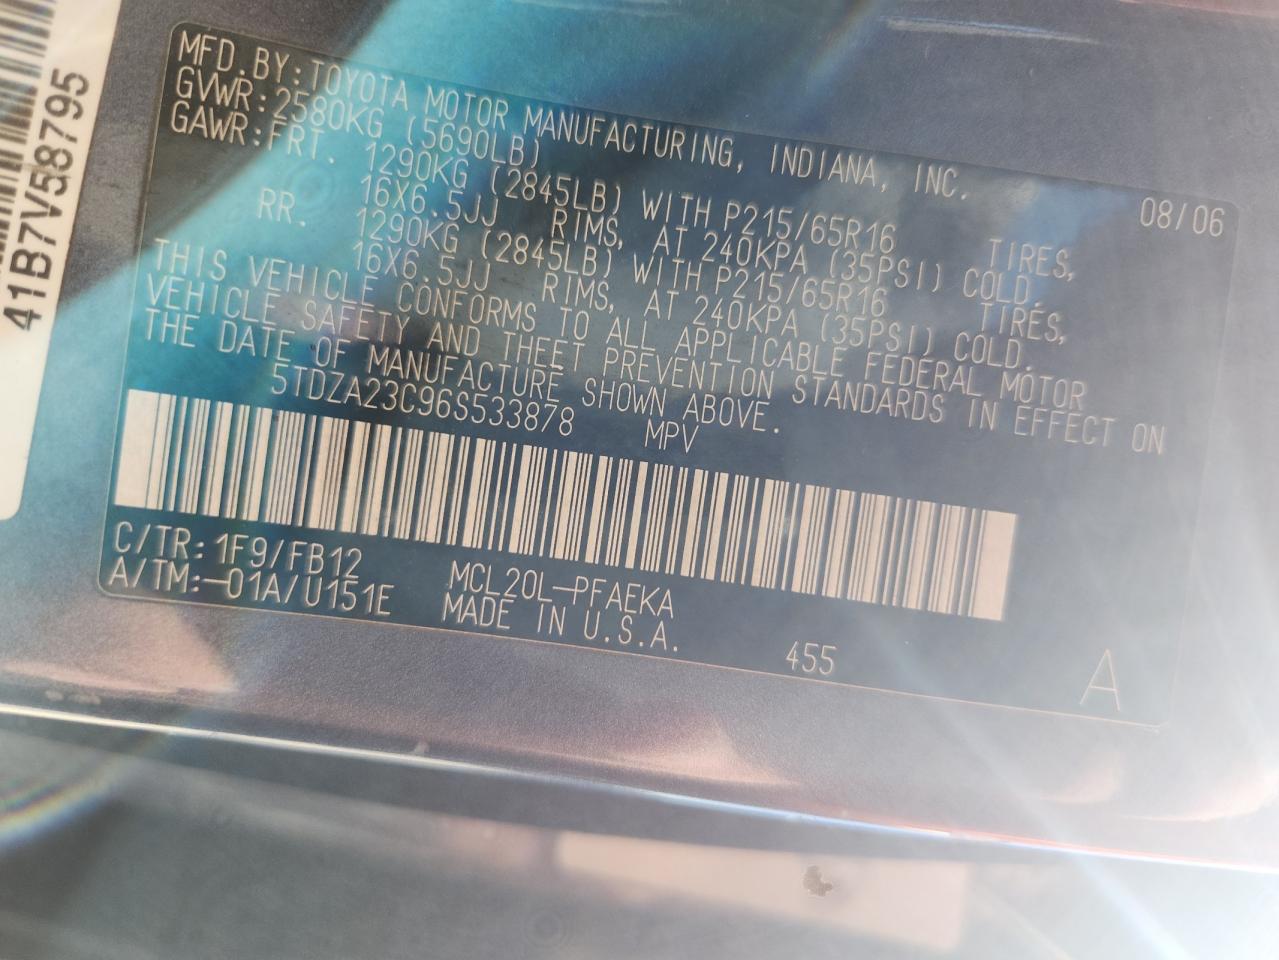 41B7V58795
MFD.BY:TOYOTA MOTOR MANUFACTURING, INDIANA, INC. 08/06
GVWR:2580KG (5690LB)
GAWR:FRT. 1290KG (2845LB) WITH P215/65R16 TIRES,
16X6.5JJ RIMS, AT 240KPA (35PSI) COLD.
RR. 1290KG (2845LB) WITH P215/65R16 TIRES,
16X6.5JJ RIMS, AT 240KPA (35PSI) COLD.
THIS VEHICLE CONFORMS TO ALL APPLICABLE FEDERAL MOTOR
VEHICLE SAFETY AND THEFT PREVENTION STANDARDS IN EFFECT ON
THE DATE OF MANUFACTURE SHOWN ABOVE.
5TDZA23C96S533878 MPV
C/TR:1F9/FB12 MCL20L-PFAEKA
A/TM:-01A/U151E MADE IN U.S.A. 455 A